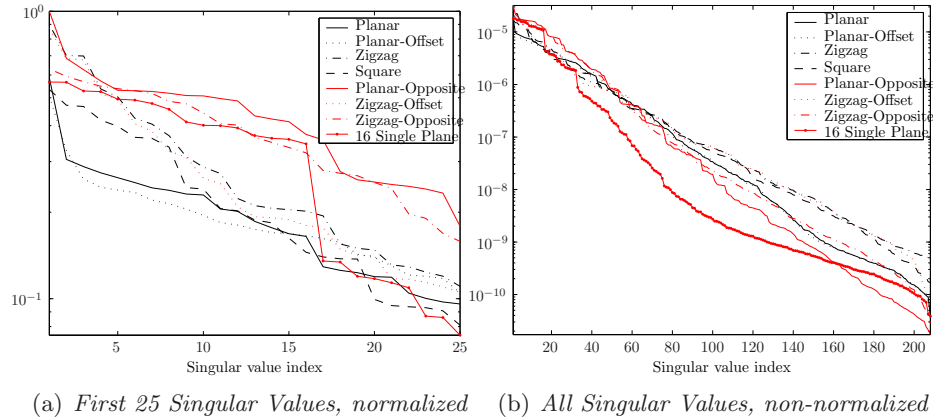 10^0
10^-1
5
10
15
20
25
Singular value index
Planar
Planar-Offset
Zigzag
Square
Planar-Opposite
Zigzag-Offset
Zigzag-Opposite
16 Single Plane
(a) First 25 Singular Values, normalized
10^-5
10^-6
10^-7
10^-8
10^-9
10^-10
20
40
60
80
100
120
140
160
180
200
Singular value index
Planar
Planar-Offset
Zigzag
Square
Planar-Opposite
Zigzag-Offset
Zigzag-Opposite
16 Single Plane
(b) All Singular Values, non-normalized